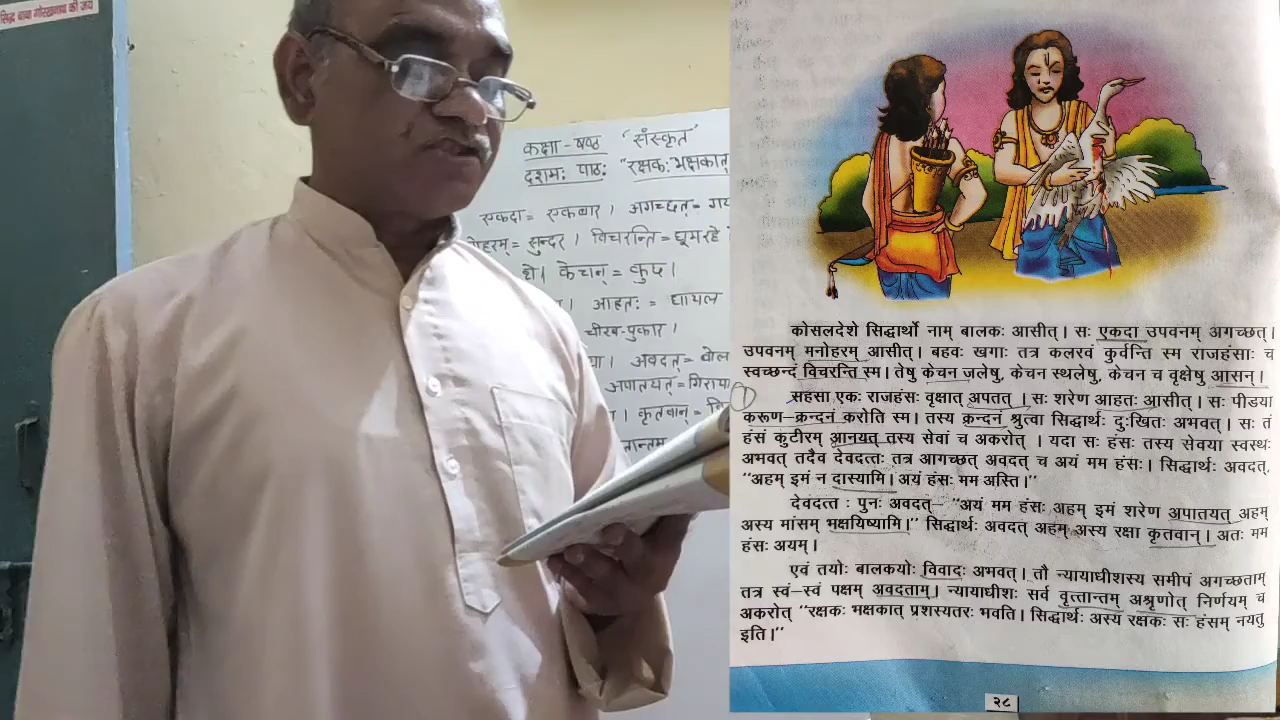 सिद्ध बाबा गोरखनाथ की जय
कक्षा - षष्ठ "संस्कृत"
दशमः पाठः "रक्षकः भक्षकात्
एकदा = एकबार । अगच्छत् = गय
हरम् = सुन्दर । विचरन्ति = घूम रहे
थे । केचन् = कुछ ।
। आहतः = घायल
चीख-पुकार ।
अवदत् = बोल
अपातयत् = गिराया
। कृतवान् =
कोसलदेशे सिद्धार्थो नाम् बालकः आसीत् । सः एकदा उपवनम् अगच्छत् ।
उपवनम् मनोहरम् आसीत् । बहवः खगाः तत्र कलरवं कुर्वन्ति स्म राजहंसाः च
स्वच्छन्दं विचरन्ति स्म । तेषु केचन जलेषु, केचन स्थलेषु, केचन च वृक्षेषु आसन् ।
सहसा एकः राजहंसः वृक्षात् अपतत् । सः शरेण आहतः आसीत् । सः पीडया
करूण–क्रन्दनं करोति स्म । तस्य क्रन्दनं श्रुत्वा सिद्धार्थः दुःखितः अभवत् । सः तं
हंसं कुटीरम् आनयत् तस्य सेवां च अकरोत् । यदा सः हंसः तस्य सेवया स्वस्थः
अभवत् तदैव देवदत्तः तत्र आगच्छत् अवदत् च अयं मम हंसः । सिद्धार्थः अवदत्,
"अहम् इमं न दास्यामि । अयं हंसः मम अस्ति ।"
देवदत्त : पुनः अवदत् – "अयं मम हंसः अहम् इमं शरेण अपातयत् अहम्
अस्य मांसम् भक्षयिष्यामि ।" सिद्धार्थः अवदत् अहम् अस्य रक्षा कृतवान् । अतः मम
हंसः अयम् ।
एवं तयोः बालकयोः विवादः अभवत् । तौ न्यायाधीशस्य समीपं अगच्छताम्
तत्र स्वं–स्वं पक्षम् अवदताम् । न्यायाधीशः सर्व वृत्तान्तम् अश्रृणोत् निर्णयम् च
अकरोत् "रक्षकः भक्षकात् प्रशस्यतरः भवति । सिद्धार्थः अस्य रक्षकः सः हंसम् नयतु
इति ।"
२८